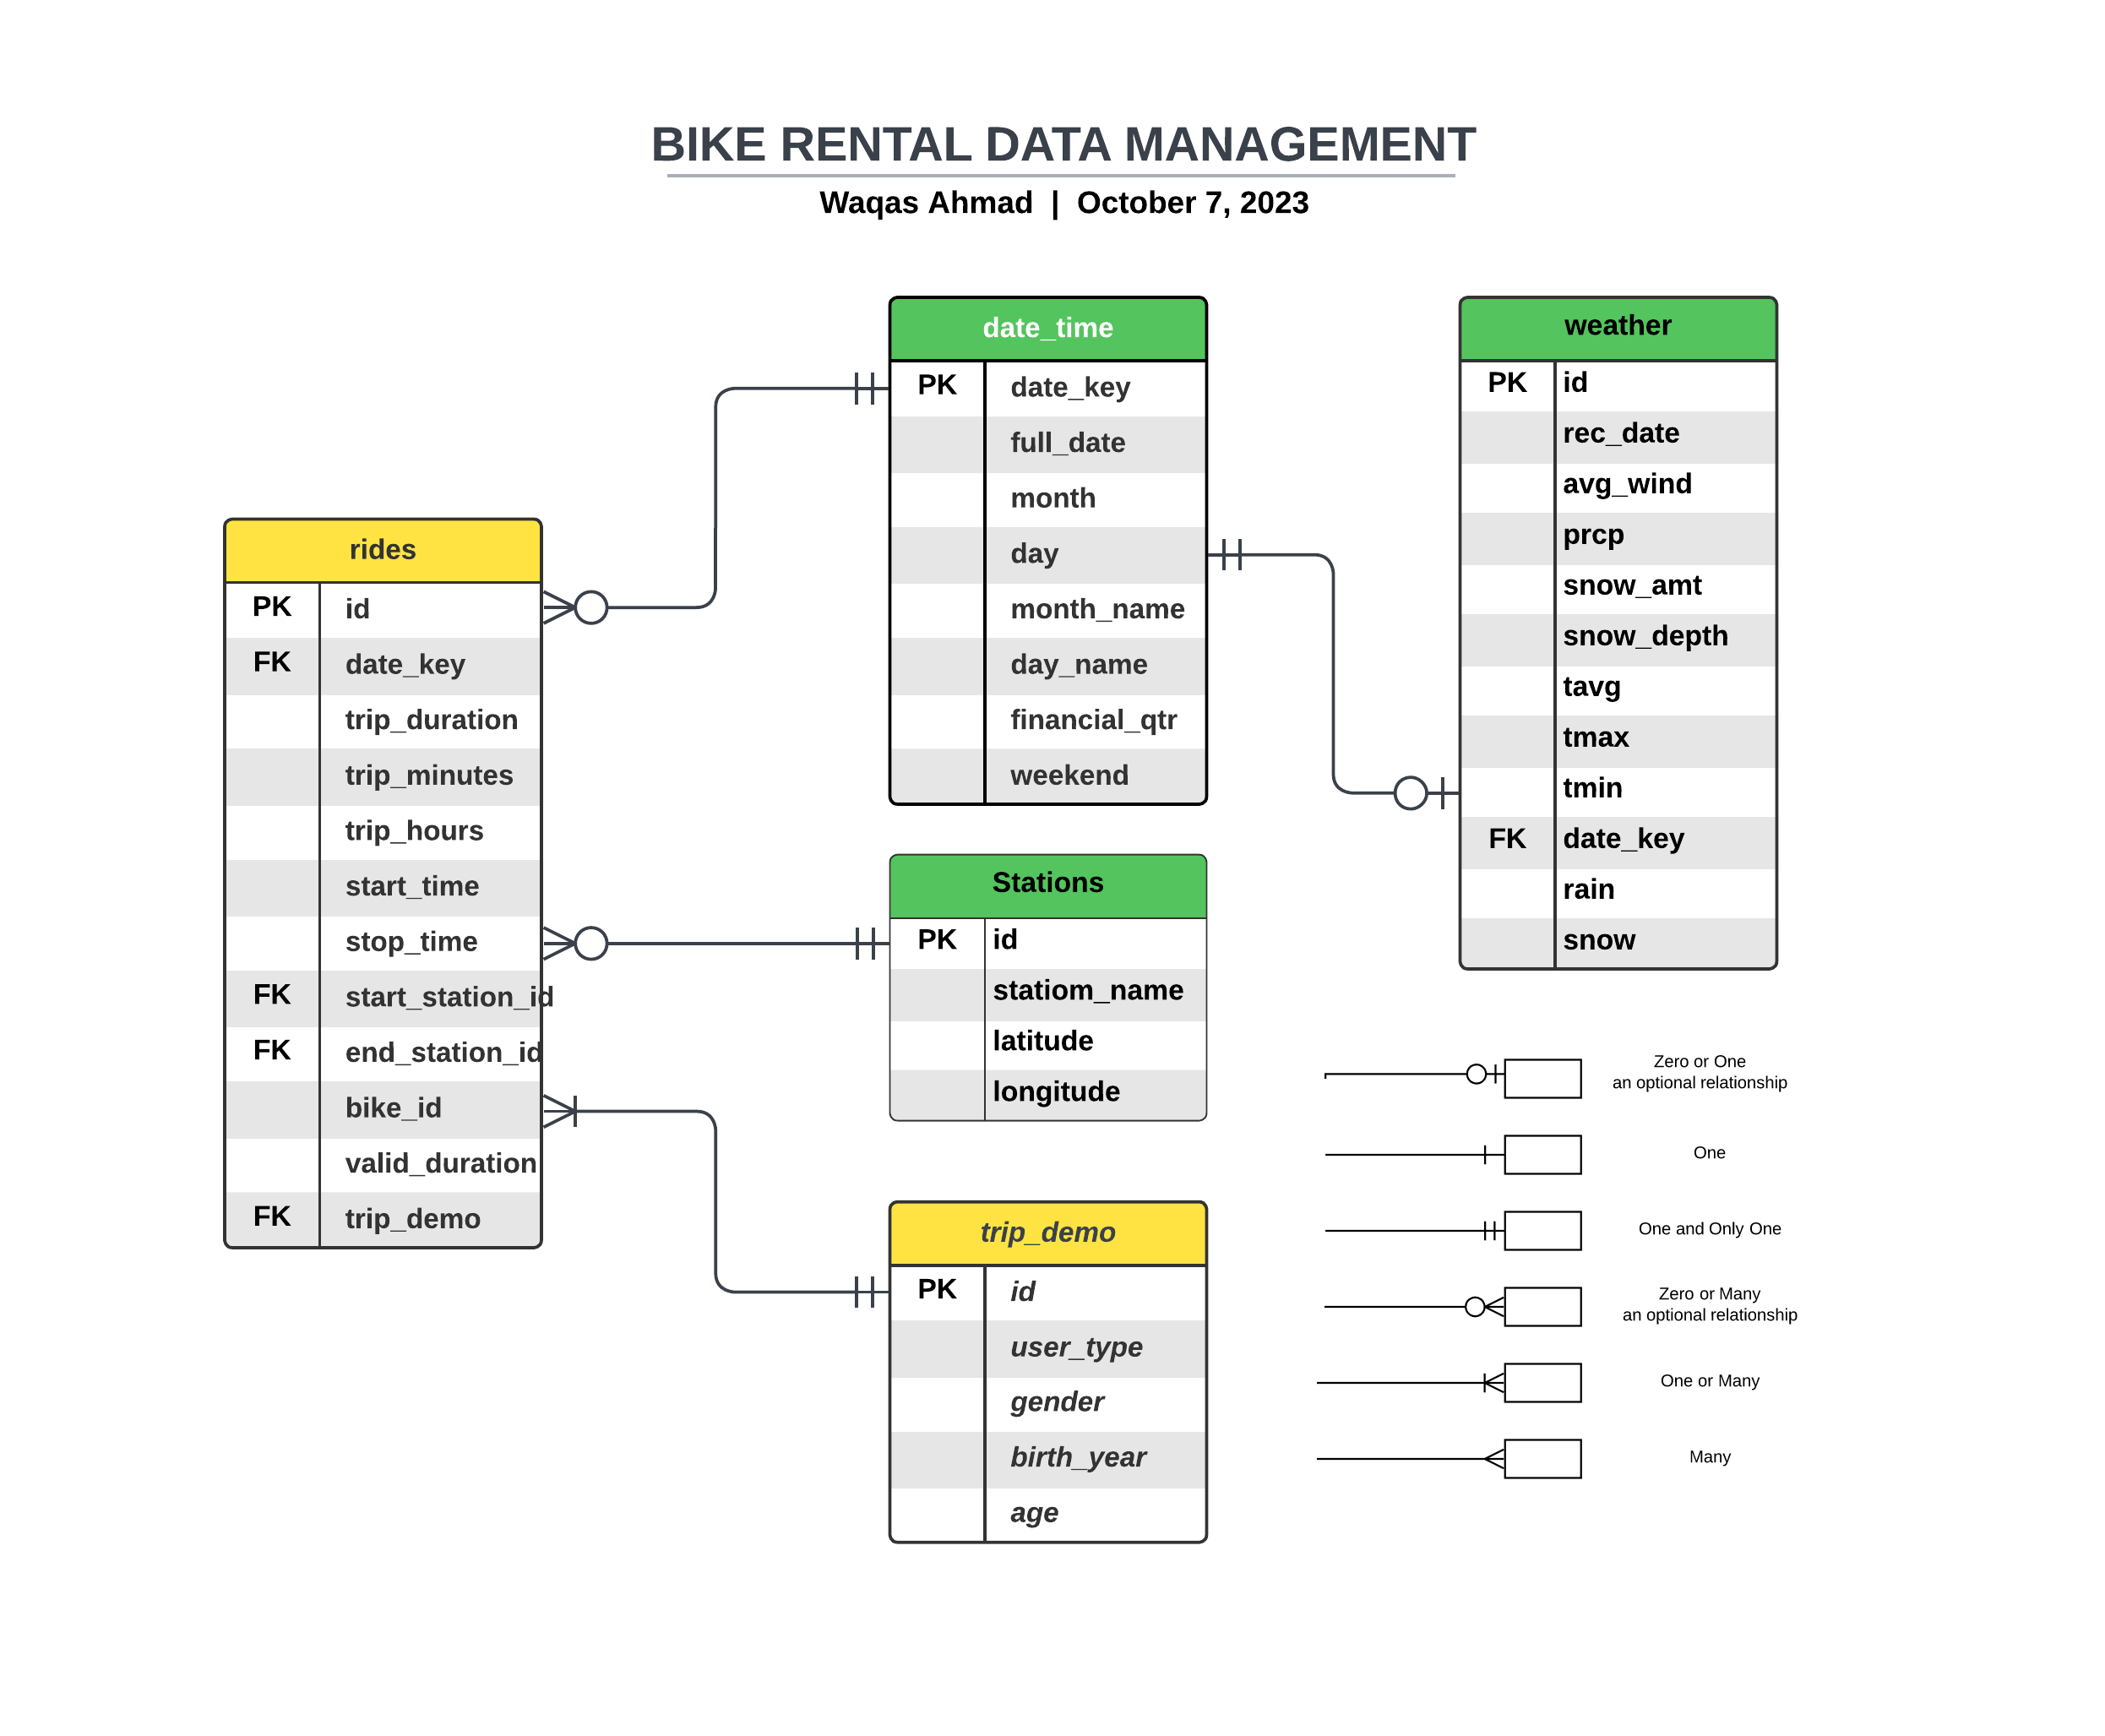 BIKE RENTAL DATA MANAGEMENT
Waqas Ahmad | October 7, 2023
rides
PK id
FK date_key
trip_duration
trip_minutes
trip_hours
start_time
stop_time
FK start_station_id
FK end_station_id
bike_id
valid_duration
FK trip_demo
date_time
PK date_key
full_date
month
day
month_name
day_name
financial_qtr
weekend
Stations
PK id
statiom_name
latitude
longitude
trip_demo
PK id
user_type
gender
birth_year
age
weather
PK id
rec_date
avg_wind
prcp
snow_amt
snow_depth
tavg
tmax
tmin
FK date_key
rain
snow
Zero or One
an optional relationship
One
One and Only One
Zero or Many
an optional relationship
One or Many
Many